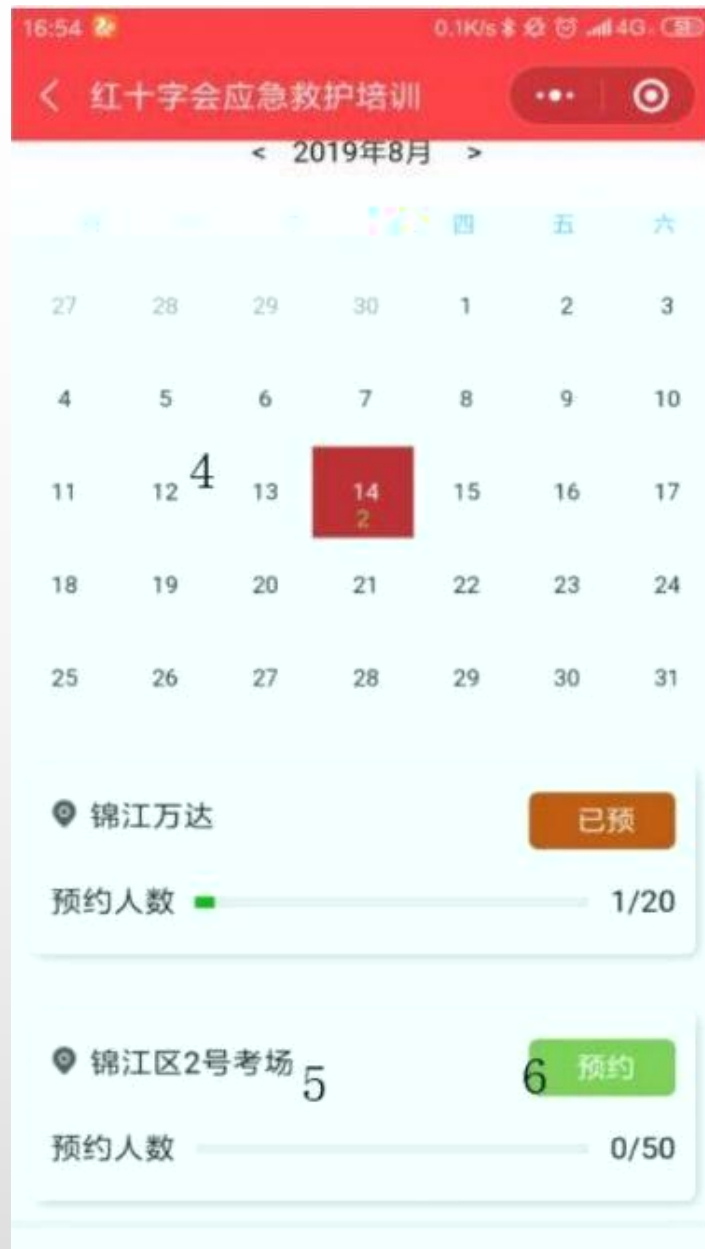 16:54 0.1K/s 4G
红十字会应急救护培训
< 2019年8月 >
四 五 六
27 28 29 30 1 2 3
4 5 6 7 8 9 10
4
11 12 13 14 15 16 17
2
18 19 20 21 22 23 24
25 26 27 28 29 30 31
锦江万达 已预
预约人数 1/20
锦江区2号考场 预约
5 6
预约人数 0/50